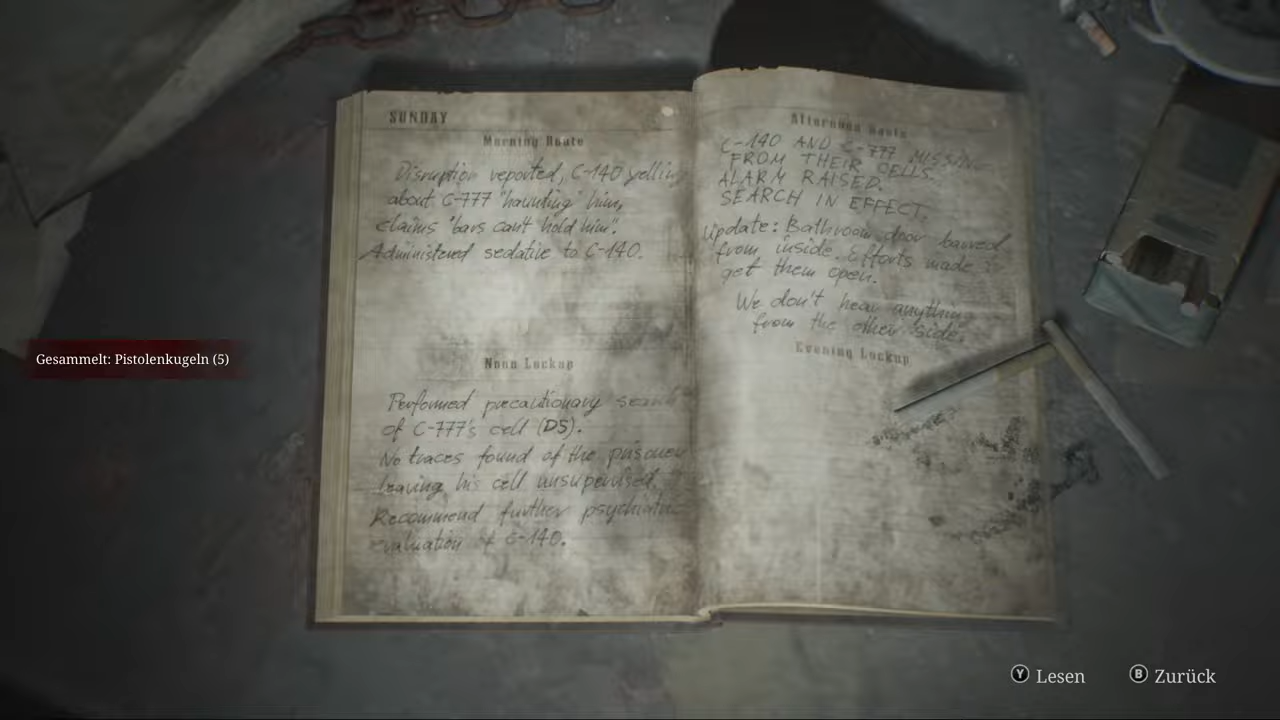 SUNDAY
Morning Route
Disruption reported, C-140 yelling
about C-777 "haunting" him,
claims "bars can't hold him".
Administered sedative to C-140.
Noon Lockup
Performed precautionary search
of C-777's cell (D5).
No traces found of the prisoner
leaving his cell unsupervised.
Recommend further psychiatric
evaluation of C-140.
Afternoon Route
C-140 AND C-777 MISSING
FROM THEIR CELLS.
ALARM RAISED.
SEARCH IN EFFECT.
Update: Bathroom door barred
from inside. Efforts made to
get them open.
We don't hear anything
from the other side.
Evening Lockup
Gesammelt: Pistolenkugeln (5)
Y Lesen
B Zurück